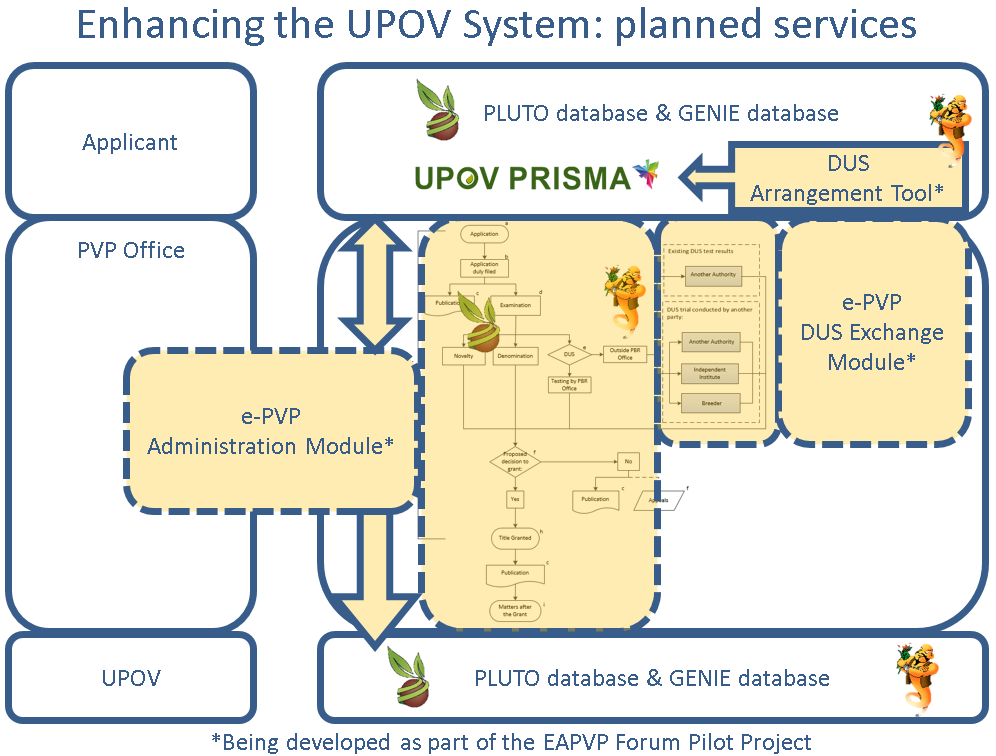 Enhancing the UPOV System: planned services
Applicant
PLUTO database & GENIE database
UPOV PRISMA
DUS
Arrangement Tool*
PVP Office
e-PVP
Administration Module*
a
Application
b
Application
duly filed
c
Publication
d
Examination
Novelty
Denomination
e
DUS
Outside PBR
Office
Testing by PBR
Office
Existing DUS test results
Another Authority
DUS trial conducted by another
party:
Another Authority
Independent
Institute
Breeder
e-PVP
DUS Exchange
Module*
f
Proposed
decision to
grant:
No
Yes
c
Publication
f
Appeals
h
Title Granted
c
Publication
i
Matters after
the Grant
UPOV
PLUTO database & GENIE database
*Being developed as part of the EAPVP Forum Pilot Project